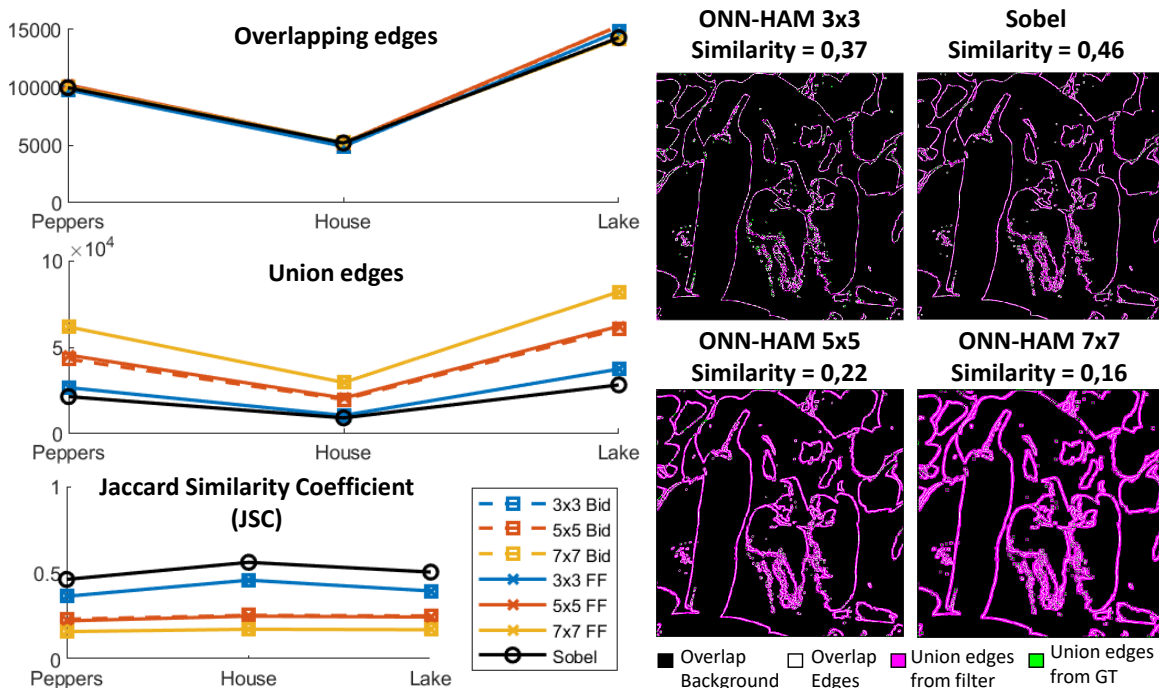 Overlapping edges
15000
10000
5000
0
Peppers House Lake
×10^4
Union edges
10
5
0
Peppers House Lake
Jaccard Similarity Coefficient
(JSC)
1
0.5
0
Peppers House Lake
3x3 Bid
5x5 Bid
7x7 Bid
3x3 FF
5x5 FF
7x7 FF
Sobel
ONN-HAM 3x3
Similarity = 0,37
Sobel
Similarity = 0,46
ONN-HAM 5x5
Similarity = 0,22
ONN-HAM 7x7
Similarity = 0,16
Overlap
Background
Overlap
Edges
Union edges
from filter
Union edges
from GT